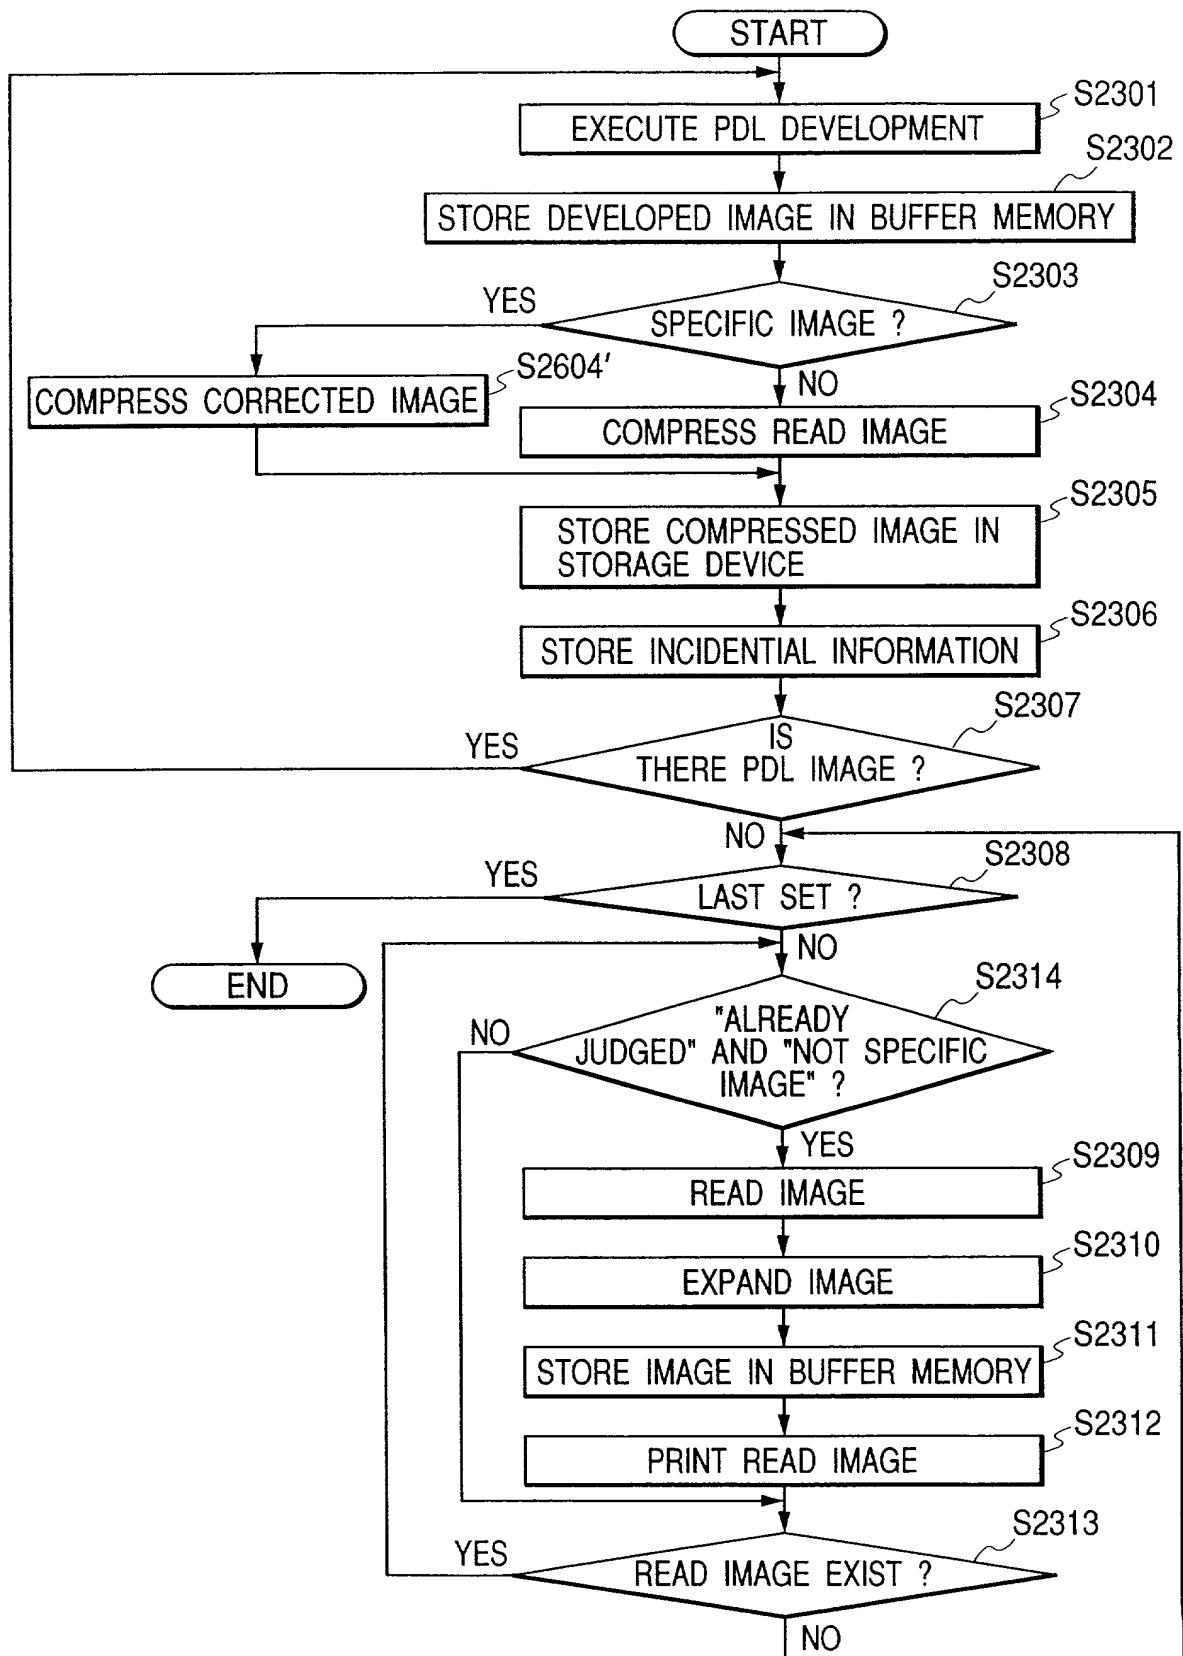 START
S2301
EXECUTE PDL DEVELOPMENT
S2302
STORE DEVELOPED IMAGE IN BUFFER MEMORY
S2303
YES
SPECIFIC IMAGE ?
S2604'
NO
COMPRESS CORRECTED IMAGE
S2304
COMPRESS READ IMAGE
S2305
STORE COMPRESSED IMAGE IN
STORAGE DEVICE
S2306
STORE INCIDENTIAL INFORMATION
S2307
YES
IS
THERE PDL IMAGE ?
NO
S2308
YES
LAST SET ?
NO
END
S2314
NO
"ALREADY
JUDGED" AND "NOT SPECIFIC
IMAGE" ?
YES
S2309
READ IMAGE
S2310
EXPAND IMAGE
S2311
STORE IMAGE IN BUFFER MEMORY
S2312
PRINT READ IMAGE
S2313
YES
READ IMAGE EXIST ?
NO